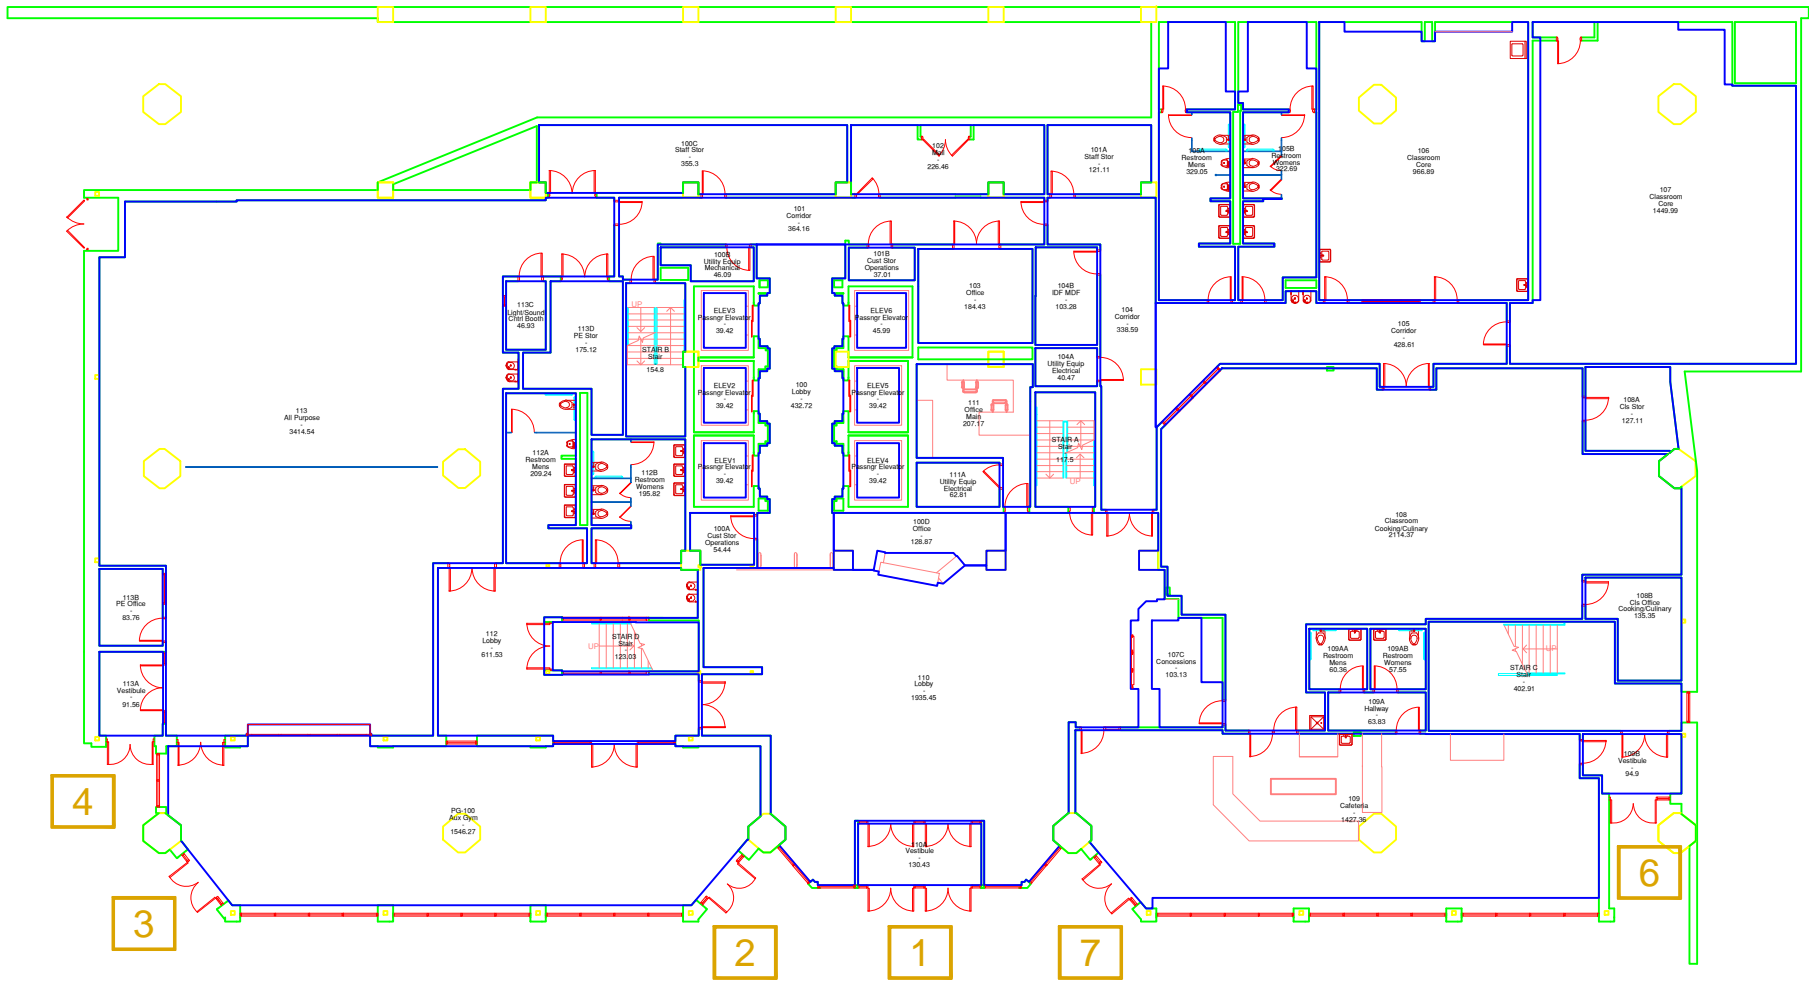 100C
Staff Stor
-
355.3
102
Mail
-
226.46
101A
Staff Stor
-
121.11
106A
Restroom
Mens
329.05
105B
Restroom
Womens
322.69
106
Classroom
Core
966.89
107
Classroom
Core
1449.99
101
Corridor
-
364.16
100B
Utility Equip
Mechanical
46.09
101B
Cust Stor
Operations
37.01
103
Office
-
184.43
104B
IDF MDF
-
103.28
104
Corridor
-
338.59
105
Corridor
-
428.61
113C
Light/Sound
Cntrl Booth
46.93
113D
PE Stor
-
175.12
UP
STAIR B
Stair
-
154.8
ELEV3
Passngr Elevator
-
39.42
ELEV6
Passngr Elevator
-
45.99
104A
Utility Equip
Electrical
40.47
ELEV2
Passngr Elevator
-
39.42
100
Lobby
-
432.72
ELEV5
Passngr Elevator
-
39.42
111
Office
Main
207.17
108A
Cls Stor
-
127.11
113
All Purpose
-
3414.54
112A
Restroom
Mens
209.24
112B
Restroom
Womens
195.82
ELEV1
Passngr Elevator
-
39.42
ELEV4
Passngr Elevator
-
39.42
111A
Utility Equip
Electrical
62.81
STAIR A
Stair
-
117.5
UP
100A
Cust Stor
Operations
54.44
100D
Office
-
128.87
108
Classroom
Cooking/Culinary
2114.37
113B
PE Office
-
83.76
108B
Cls Office
Cooking/Culinary
135.35
112
Lobby
-
611.53
UP
STAIR D
Stair
-
123.03
107C
Concessions
-
103.13
109AA
Restroom
Mens
60.36
109AB
Restroom
Womens
57.55
UP
STAIR C
Stair
-
402.91
113A
Vestibule
-
91.56
110
Lobby
-
1935.45
109A
Hallway
-
63.83
109B
Vestibule
-
94.9
4
PG-100
Aux Gym
-
1546.27
110A
Vestibule
-
130.43
109
Cafeteria
-
1427.36
6
3
2
1
7